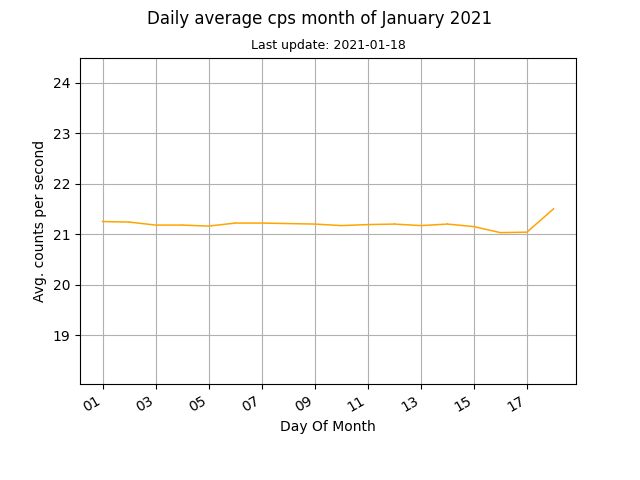 Daily average cps month of January 2021
Last update: 2021-01-18
24
23
22
21
20
19
Avg. counts per second
01 03 05 07 09 11 13 15 17
Day Of Month